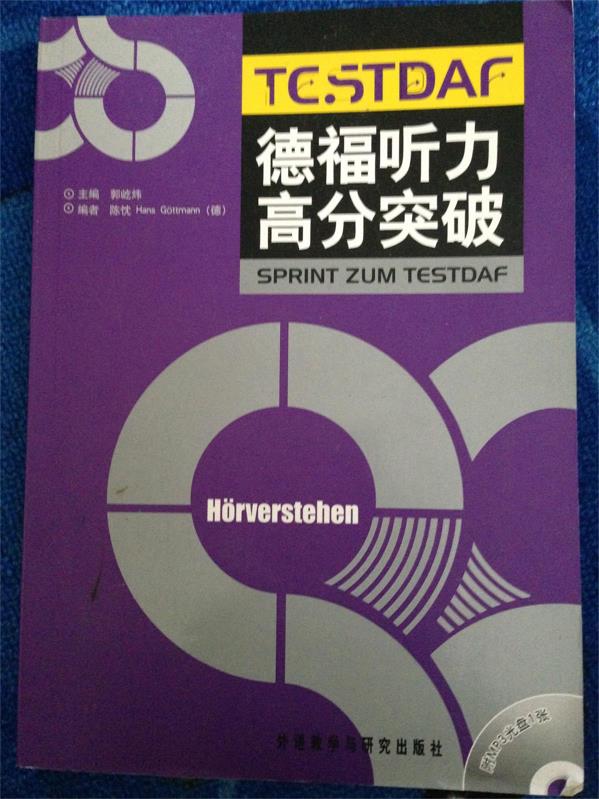 TESTDAF
德福听力
高分突破
SPRINT ZUM TESTDAF
主编 郭屹炜
编者 陈忱 Hans Göttmann（德）
Hörverstehen
外语教学与研究出版社
附MP3光盘1张